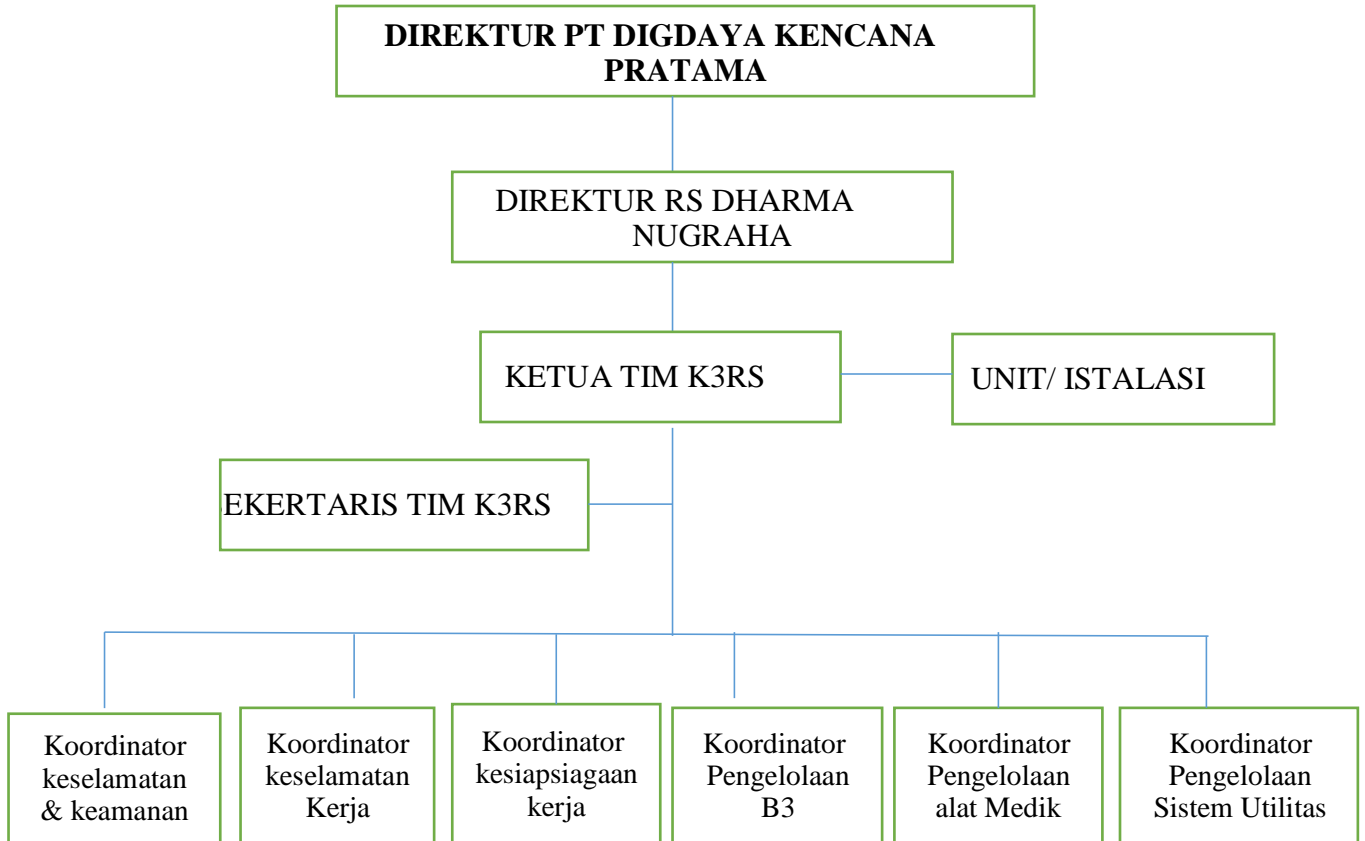 DIREKTUR PT DIGDAYA KENCANA
PRATAMA
DIREKTUR RS DHARMA
NUGRAHA
KETUA TIM K3RS
UNIT/ ISTALASI
EKERTARIS TIM K3RS
Koordinator
keselamatan
& keamanan
Koordinator
keselamatan
Kerja
Koordinator
kesiapsiagaan
kerja
Koordinator
Pengelolaan
B3
Koordinator
Pengelolaan
alat Medik
Koordinator
Pengelolaan
Sistem Utilitas